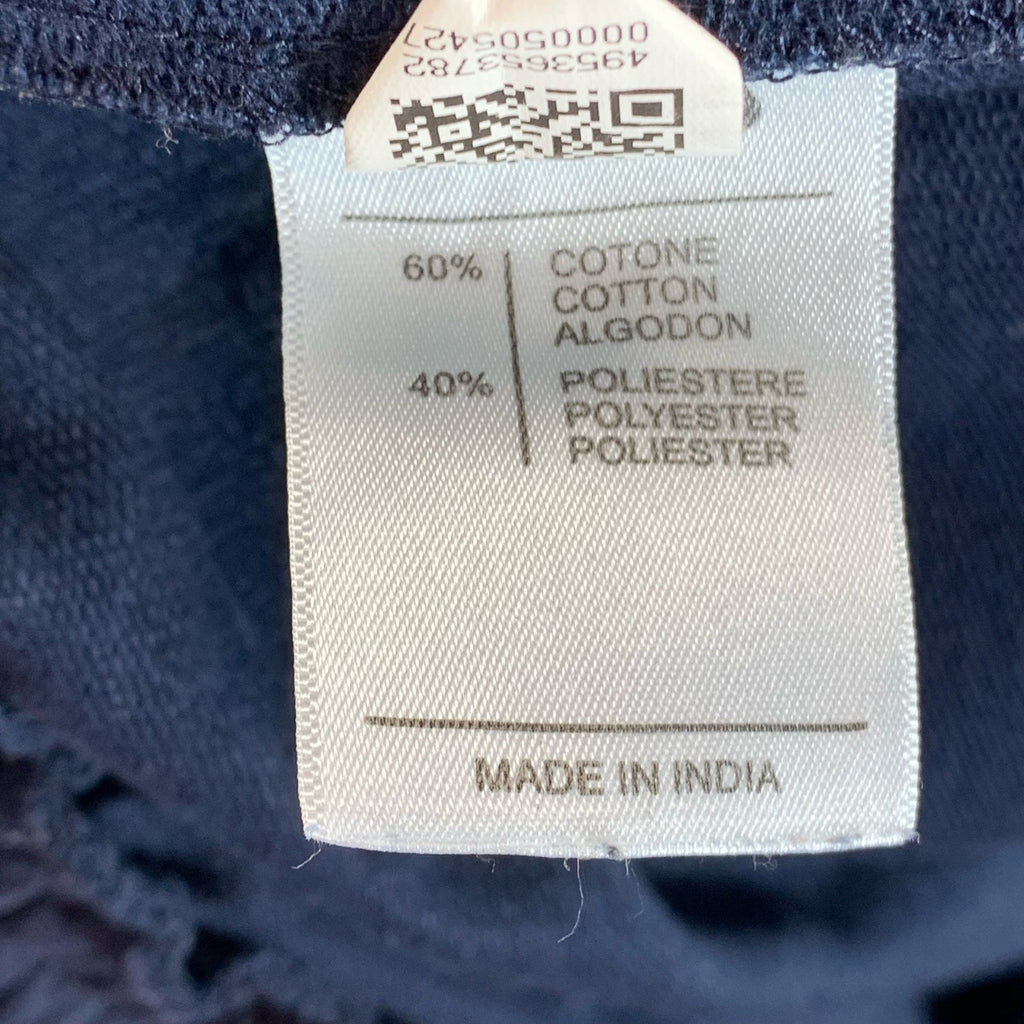 4953653782
0000505427
60% COTONE
COTTON
ALGODON
40% POLIESTERE
POLYESTER
POLIESTER
MADE IN INDIA